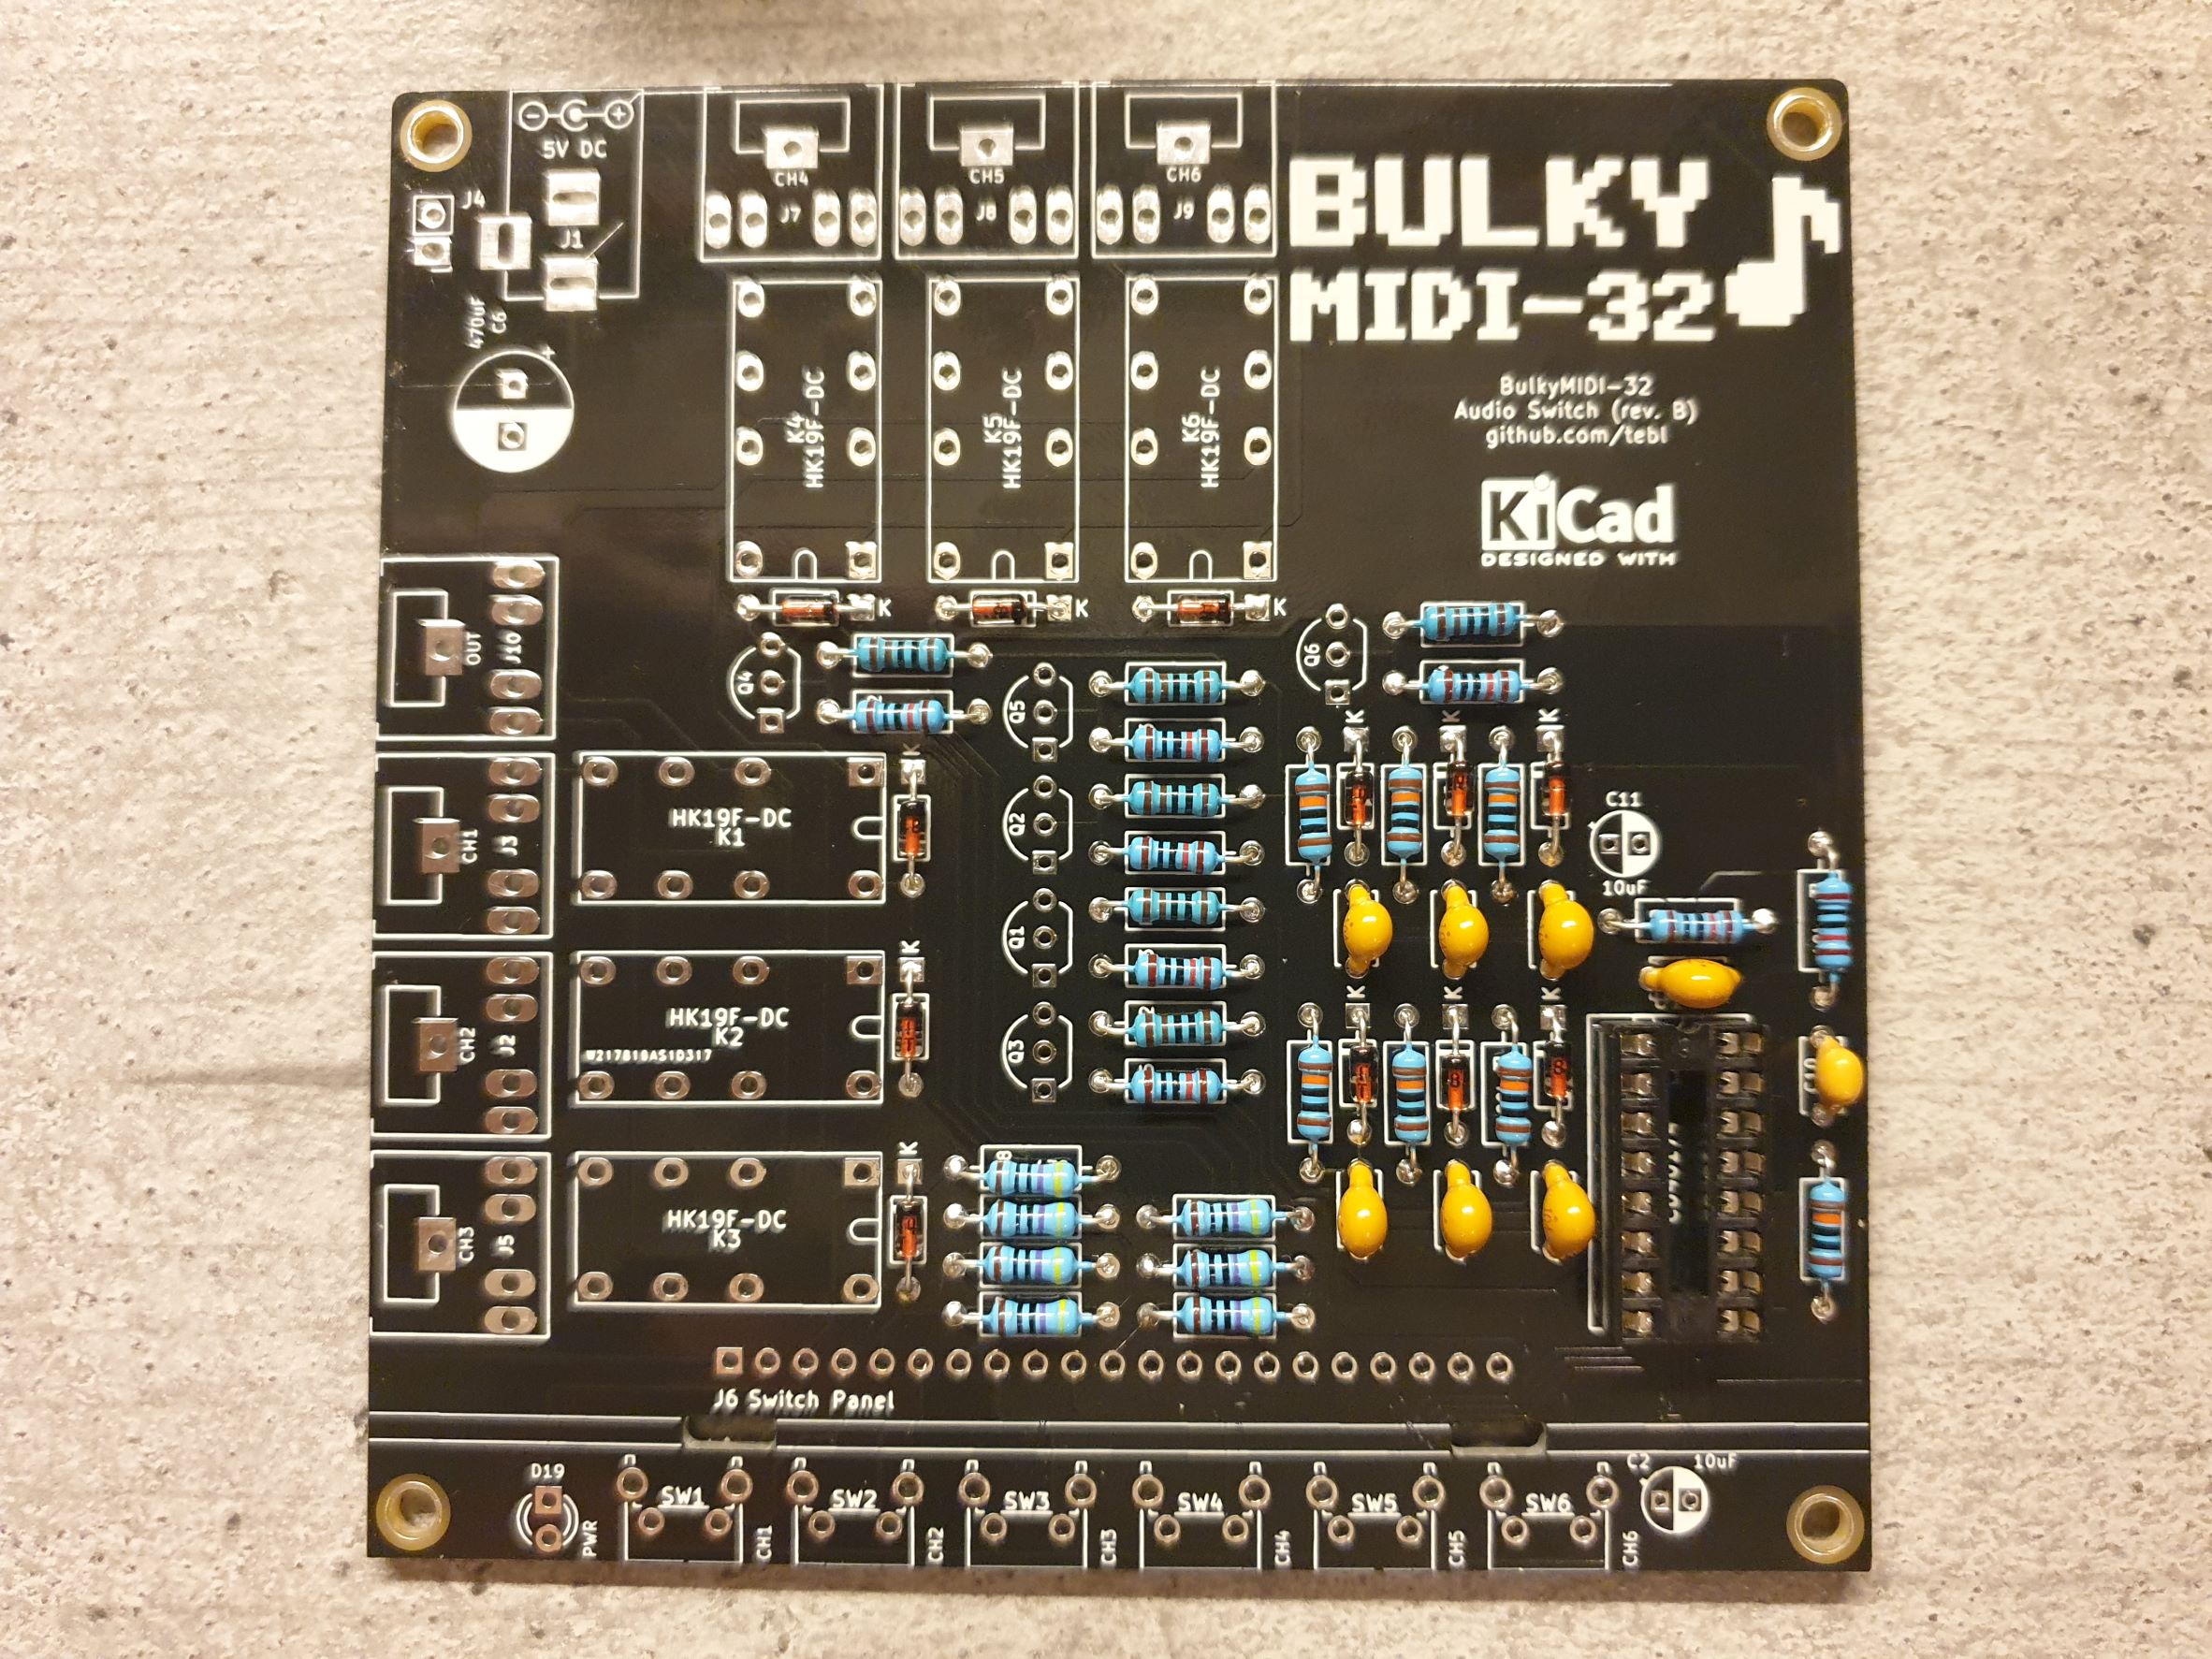 5V DC
J4
J1
470uF
C6
CH4
J7
CH5
J8
CH6
J9
BULKY
MIDI-32
BulkyMIDI-32
Audio Switch (rev. B)
github.com/tebl
KiCad
DESIGNED WITH
K4
HK19F-DC
K5
HK19F-DC
K6
HK19F-DC
K
K
K
OUT
J10
Q4
Q5
Q6
K
K
K
K
HK19F-DC
K1
CH1
J3
Q2
C11
10uF
Q1
K
HK19F-DC
K2
W217818AS1D317
CH2
J2
Q3
K
K
K
K
HK19F-DC
K3
CH3
J5
J6 Switch Panel
D19
PWR
SW1
CH1
SW2
CH2
SW3
CH3
SW4
CH4
SW5
CH5
SW6
CH6
C2
10uF